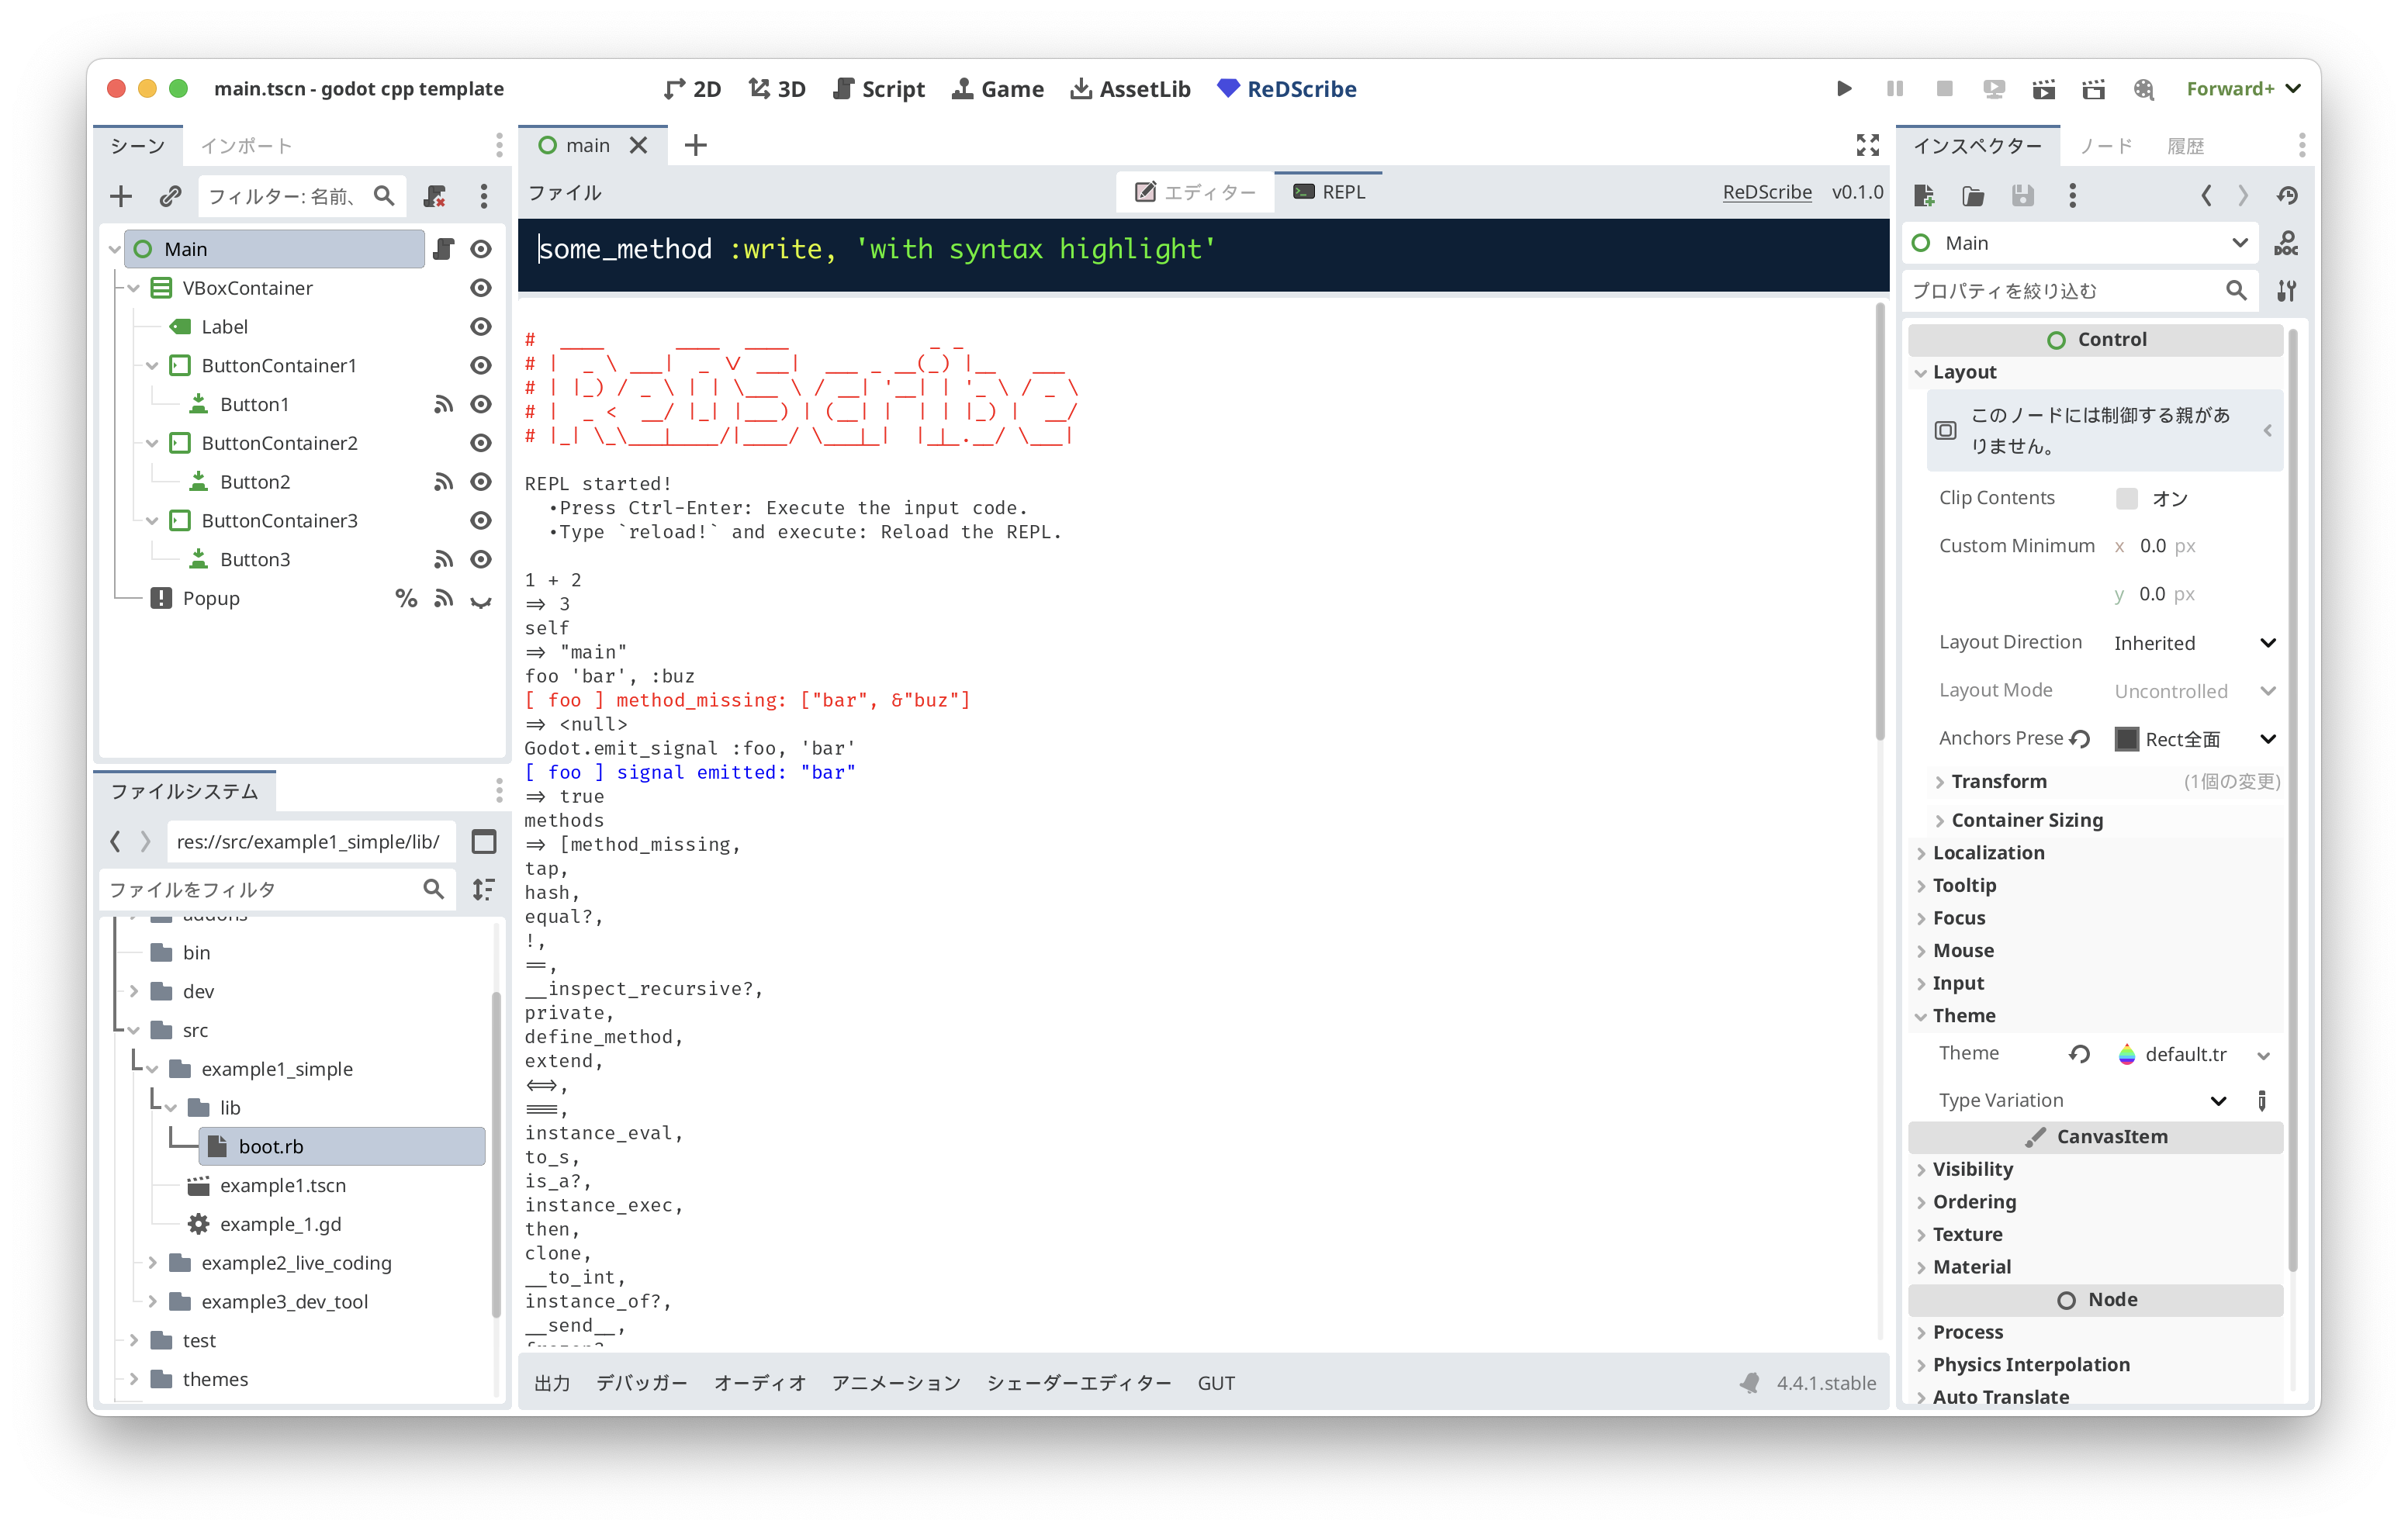 main.tscn - godot cpp template
2D 3D Script Game AssetLib ReDScribe
Forward+
シーン インポート
フィルター: 名前、
Main
VBoxContainer
Label
ButtonContainer1
Button1
ButtonContainer2
Button2
ButtonContainer3
Button3
Popup
%
ファイルシステム
res://src/example1_simple/lib/
ファイルをフィルタ
addons
bin
dev
src
example1_simple
lib
boot.rb
example1.tscn
example_1.gd
example2_live_coding
example3_dev_tool
test
themes
main
ファイル エディター REPL ReDScribe v0.1.0
some_method :write, 'with syntax highlight'
ReDScribe
REPL started!
•Press Ctrl-Enter: Execute the input code.
•Type `reload!` and execute: Reload the REPL.
1 + 2
=> 3
self
=> "main"
foo 'bar', :buz
[ foo ] method_missing: ["bar", &"buz"]
=> <null>
Godot.emit_signal :foo, 'bar'
[ foo ] signal emitted: "bar"
=> true
methods
=> [method_missing,
tap,
hash,
equal?,
!,
==,
__inspect_recursive?,
private,
define_method,
extend,
<=>,
===,
instance_eval,
to_s,
is_a?,
instance_exec,
then,
clone,
__to_int,
instance_of?,
__send__,
出力 デバッガー オーディオ アニメーション シェーダーエディター GUT
4.4.1.stable
インスペクター ノード 履歴
Main
DOC
プロパティを絞り込む
Control
Layout
このノードには制御する親があ
りません。
Clip Contents オン
Custom Minimum x 0.0 px
y 0.0 px
Layout Direction Inherited
Layout Mode Uncontrolled
Anchors Prese Rect全面
Transform (1個の変更)
Container Sizing
Localization
Tooltip
Focus
Mouse
Input
Theme
Theme default.tr
Type Variation
CanvasItem
Visibility
Ordering
Texture
Material
Node
Process
Physics Interpolation
Auto Translate